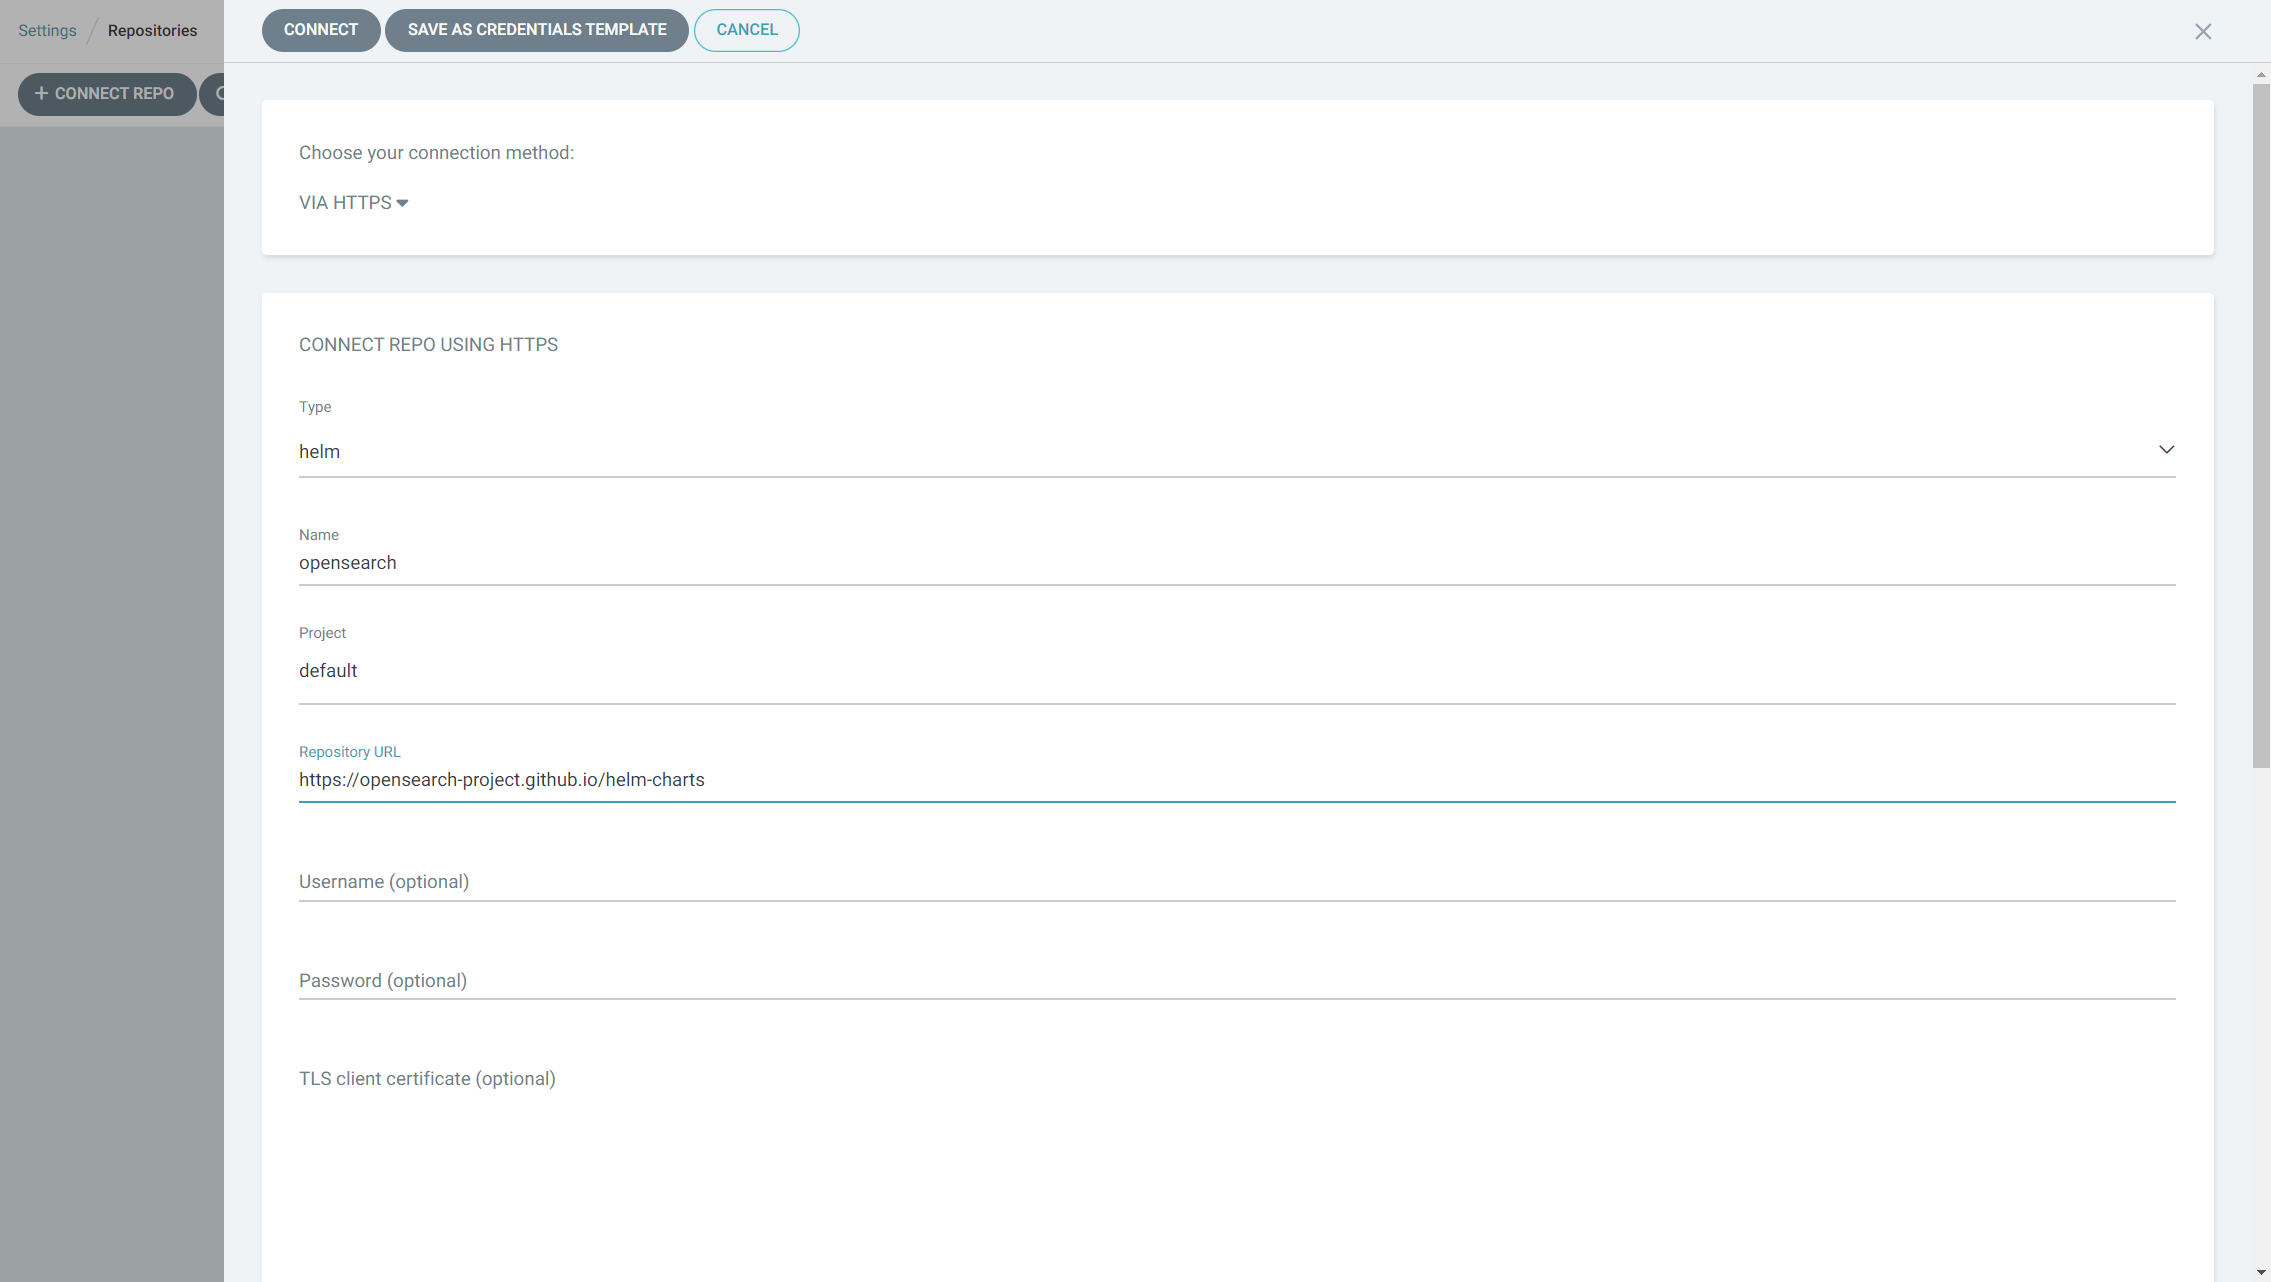 Settings / Repositories
CONNECT SAVE AS CREDENTIALS TEMPLATE CANCEL
+ CONNECT REPO
Choose your connection method:
VIA HTTPS
CONNECT REPO USING HTTPS
Type
helm
Name
opensearch
Project
default
Repository URL
https://opensearch-project.github.io/helm-charts
Username (optional)
Password (optional)
TLS client certificate (optional)